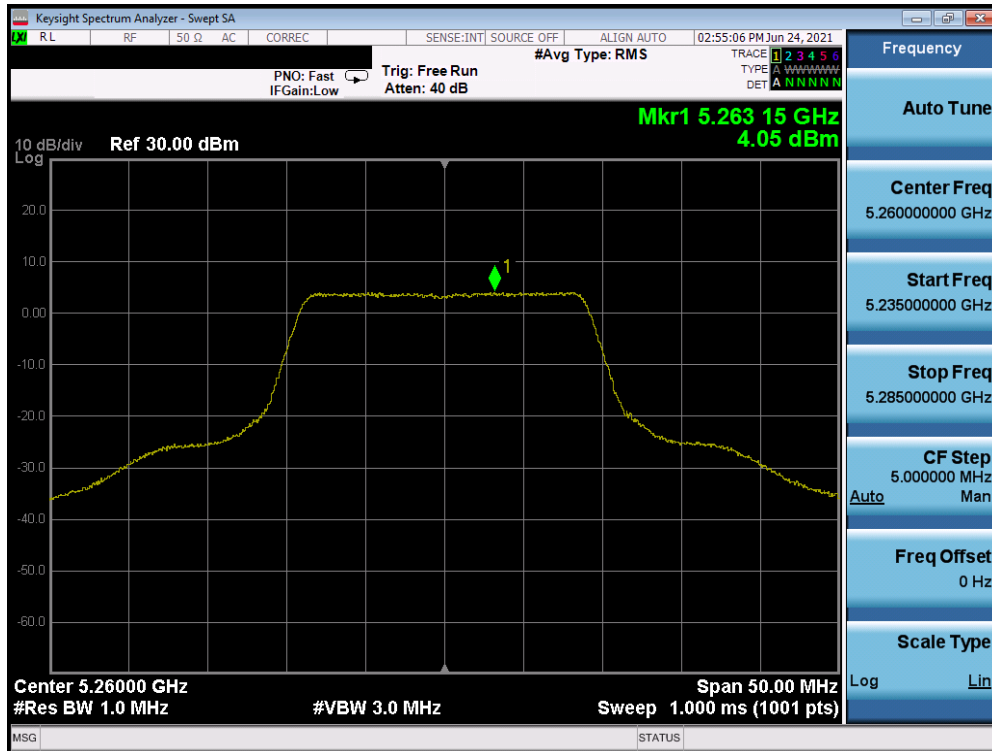 Keysight Spectrum Analyzer - Swept SA
LXI RL RF 50 Ω AC CORREC SENSE:INT SOURCE OFF ALIGN AUTO 02:55:06 PM Jun 24, 2021
#Avg Type: RMS
TRACE 1 2 3 4 5 6
TYPE A WWWWWW
DET A N N N N N
PNO: Fast
IFGain:Low
Trig: Free Run
Atten: 40 dB
Mkr1 5.263 15 GHz
4.05 dBm
10 dB/div
Log
Ref 30.00 dBm
20.0
10.0
0.00
-10.0
-20.0
-30.0
-40.0
-50.0
-60.0
1
Center 5.26000 GHz
Span 50.00 MHz
#Res BW 1.0 MHz
#VBW 3.0 MHz
Sweep 1.000 ms (1001 pts)
MSG
STATUS
Frequency
Auto Tune
Center Freq
5.260000000 GHz
Start Freq
5.235000000 GHz
Stop Freq
5.285000000 GHz
CF Step
5.000000 MHz
Auto Man
Freq Offset
0 Hz
Scale Type
Log Lin